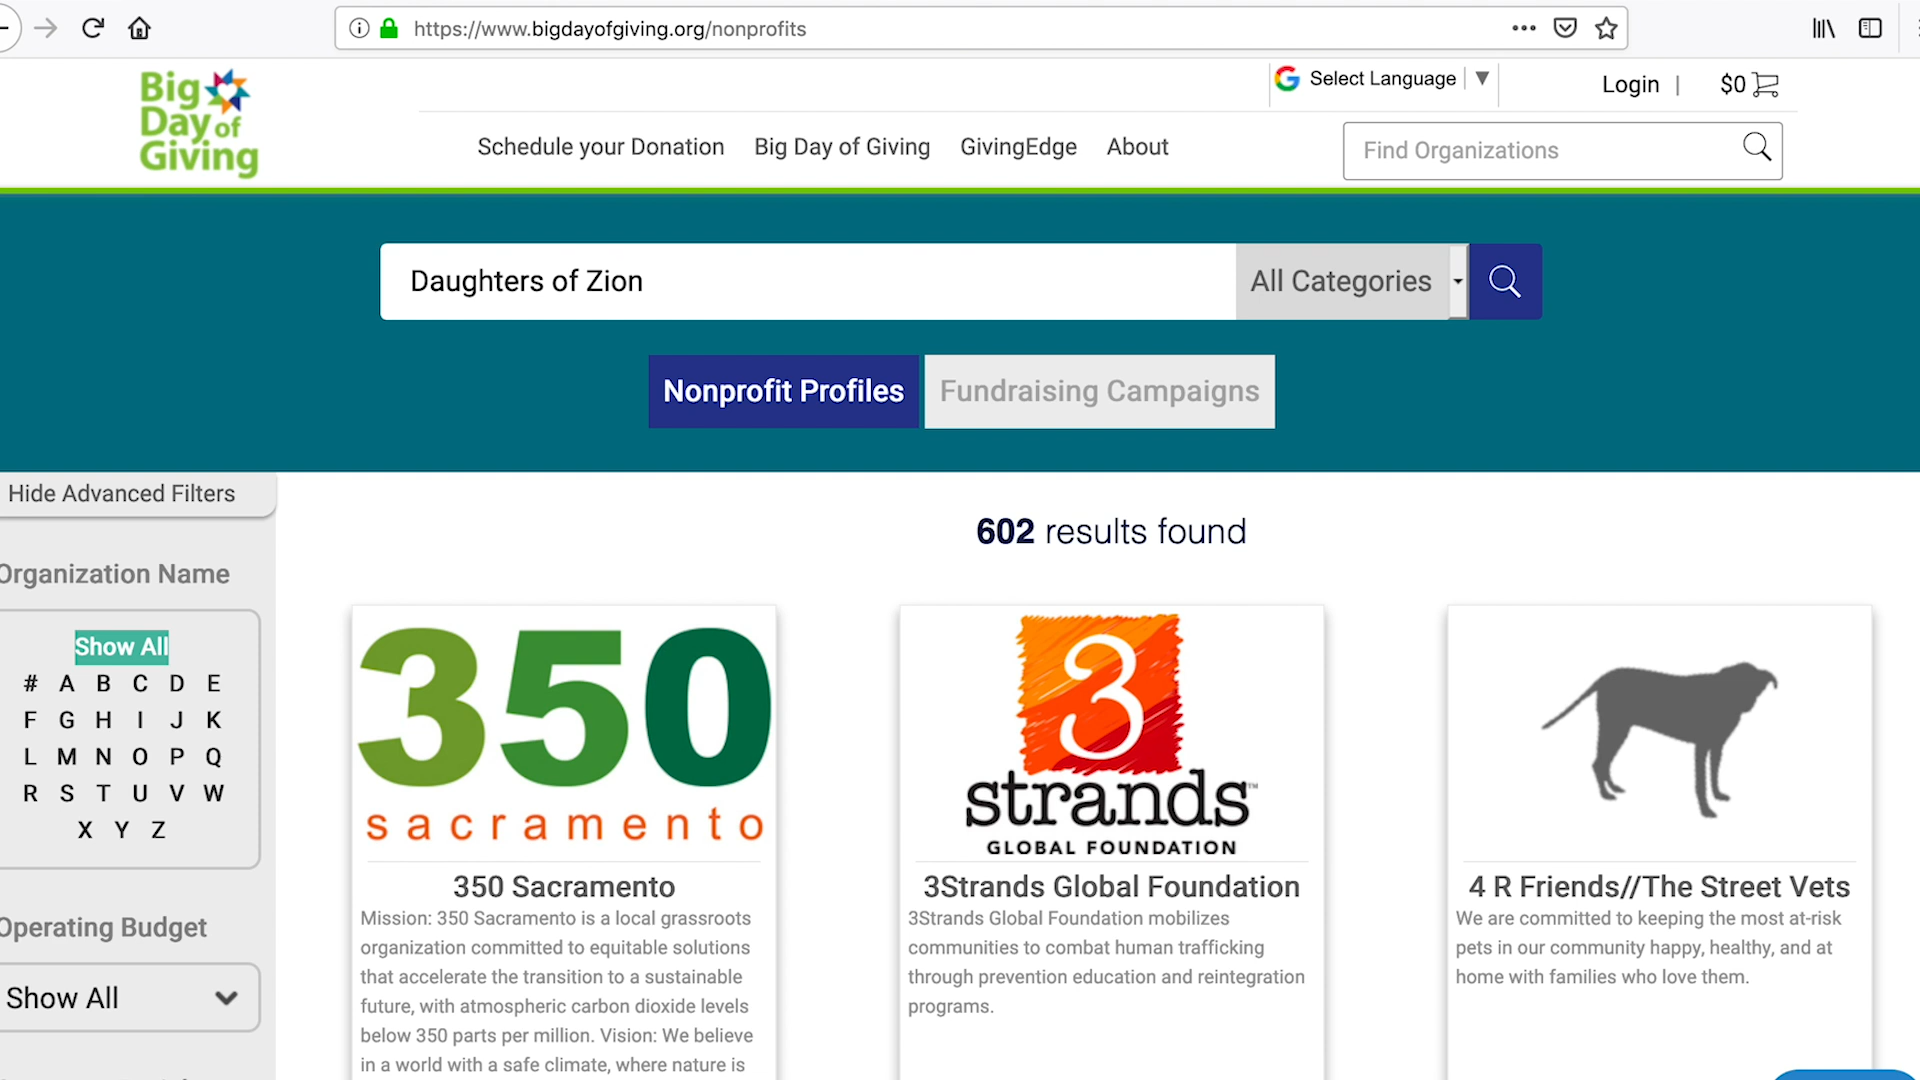 https://www.bigdayofgiving.org/nonprofits
Big
Day of
Giving
Select Language
Login | $0
Schedule your Donation Big Day of Giving GivingEdge About
Find Organizations
Daughters of Zion
All Categories
Nonprofit Profiles
Fundraising Campaigns
Hide Advanced Filters
602 results found
Organization Name
Show All
# A B C D E
F G H I J K
L M N O P Q
R S T U V W
X Y Z
Operating Budget
Show All
350
sacramento
350 Sacramento
Mission: 350 Sacramento is a local grassroots
organization committed to equitable solutions
that accelerate the transition to a sustainable
future, with atmospheric carbon dioxide levels
below 350 parts per million. Vision: We believe
in a world with a safe climate, where nature is
3
strands™
GLOBAL FOUNDATION
3Strands Global Foundation
3Strands Global Foundation mobilizes
communities to combat human trafficking
through prevention education and reintegration
programs.
4 R Friends//The Street Vets
We are committed to keeping the most at-risk
pets in our community happy, healthy, and at
home with families who love them.